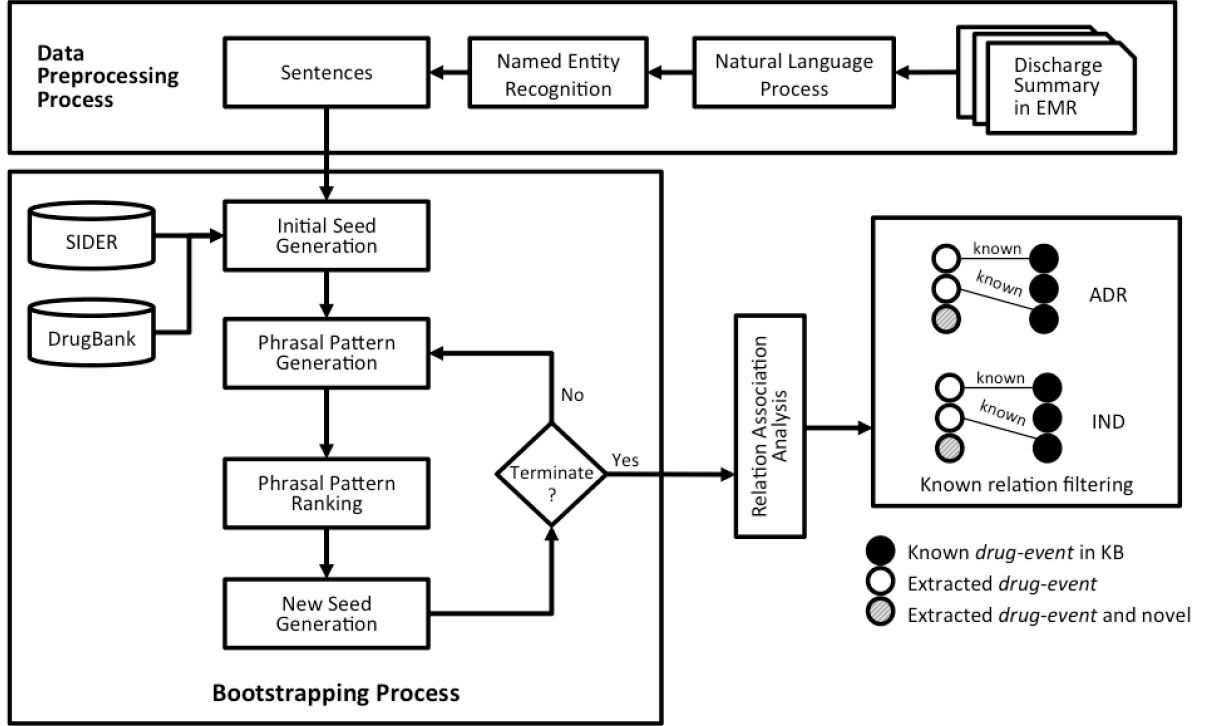 Data
Preprocessing
Process
Sentences
Named Entity
Recognition
Natural Language
Process
Discharge
Summary
in EMR
SIDER
DrugBank
Initial Seed
Generation
Phrasal Pattern
Generation
Phrasal Pattern
Ranking
New Seed
Generation
No
Terminate
?
Yes
Bootstrapping Process
Relation Association
Analysis
known
known
ADR
known
known
IND
Known relation filtering
Known drug-event in KB
Extracted drug-event
Extracted drug-event and novel